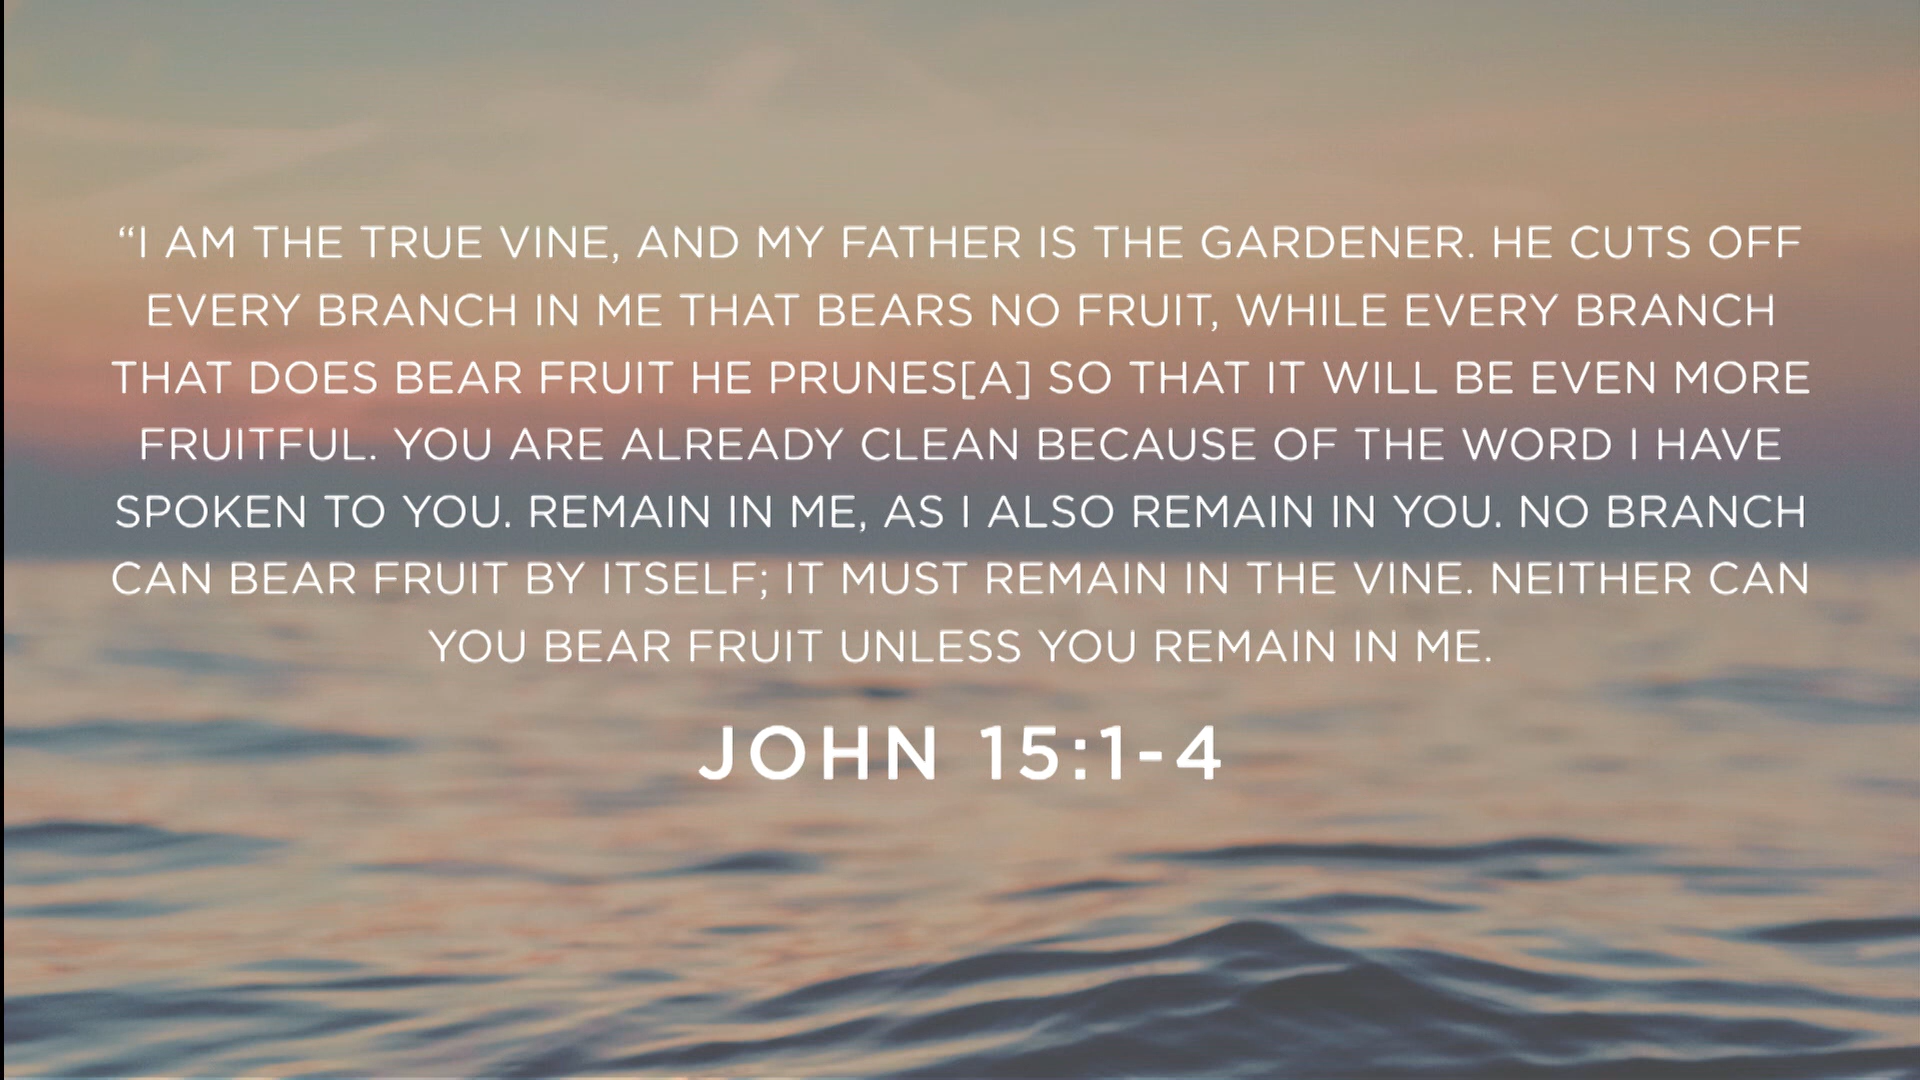 “I AM THE TRUE VINE, AND MY FATHER IS THE GARDENER. HE CUTS OFF
EVERY BRANCH IN ME THAT BEARS NO FRUIT, WHILE EVERY BRANCH
THAT DOES BEAR FRUIT HE PRUNES[A] SO THAT IT WILL BE EVEN MORE
FRUITFUL. YOU ARE ALREADY CLEAN BECAUSE OF THE WORD I HAVE
SPOKEN TO YOU. REMAIN IN ME, AS I ALSO REMAIN IN YOU. NO BRANCH
CAN BEAR FRUIT BY ITSELF; IT MUST REMAIN IN THE VINE. NEITHER CAN
YOU BEAR FRUIT UNLESS YOU REMAIN IN ME.
JOHN 15:1-4